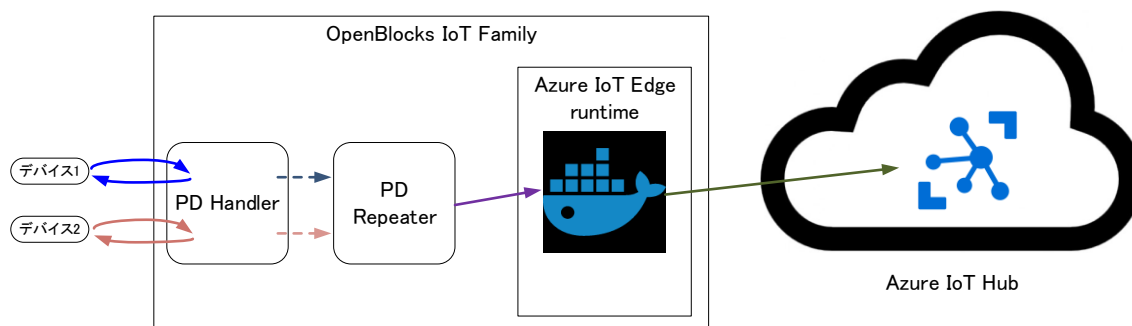 OpenBlocks IoT Family
Azure IoT Edge
runtime
デバイス1
デバイス2
PD Handler
PD
Repeater
Azure IoT Hub